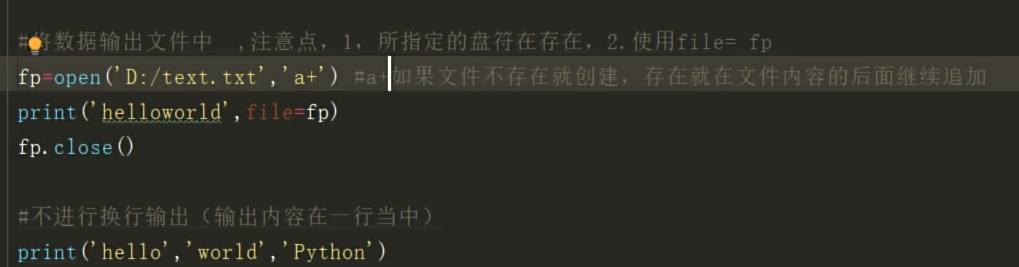 #将数据输出文件中 ,注意点，1，所指定的盘符在存在，2.使用file= fp
fp=open('D:/text.txt','a+') #a+如果文件不存在就创建，存在就在文件内容的后面继续追加
print('helloworld',file=fp)
fp.close()
#不进行换行输出（输出内容在一行当中）
print('hello','world','Python')